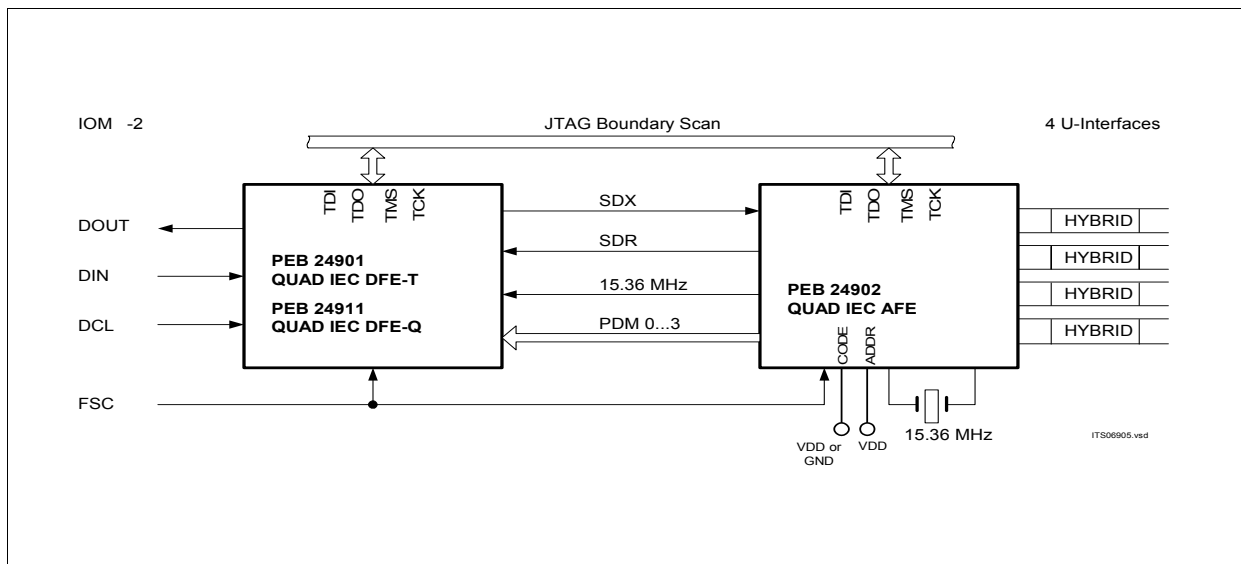 IOM -2
JTAG Boundary Scan
4 U-Interfaces
TDI
TDO
TMS
TCK
TDI
TDO
TMS
TCK
DOUT
DIN
DCL
FSC
PEB 24901
QUAD IEC DFE-T
PEB 24911
QUAD IEC DFE-Q
SDX
SDR
15.36 MHz
PDM 0...3
PEB 24902
QUAD IEC AFE
CODE
ADDR
HYBRID
HYBRID
HYBRID
HYBRID
VDD or
GND
VDD
15.36 MHz
ITS06905.vsd